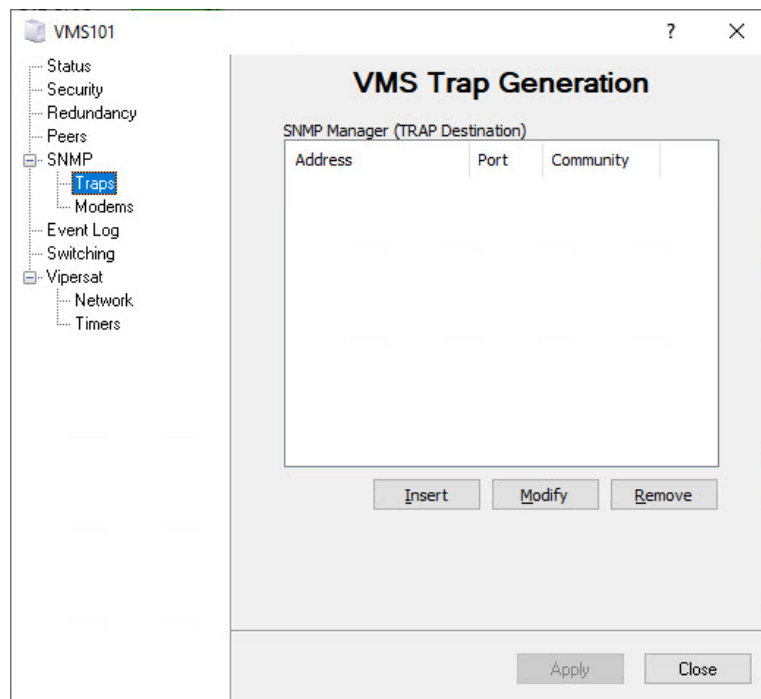 VMS101
?
Status
Security
Redundancy
Peers
SNMP
Traps
Modems
Event Log
Switching
Vipersat
Network
Timers
VMS Trap Generation
SNMP Manager (TRAP Destination)
Address Port Community
Insert Modify Remove
Apply Close